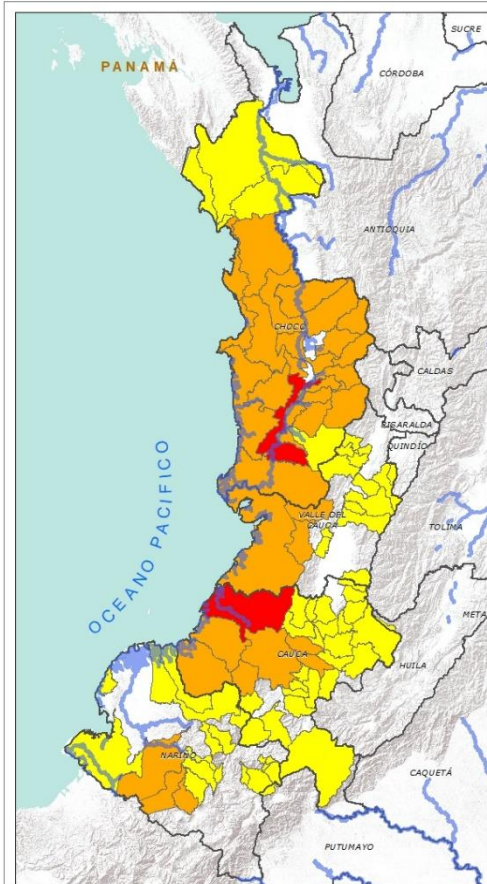 SUCRE
PANAMÁ
CÓRDOBA
ANTIOQUIA
CHOCÓ
CALDAS
RISARALDA
QUINDÍO
OCEANO PACÍFICO
VALLE DEL
CAUCA
TOLIMA
META
CAUCA
HUILA
NARIÑO
CAQUETÁ
PUTUMAYO